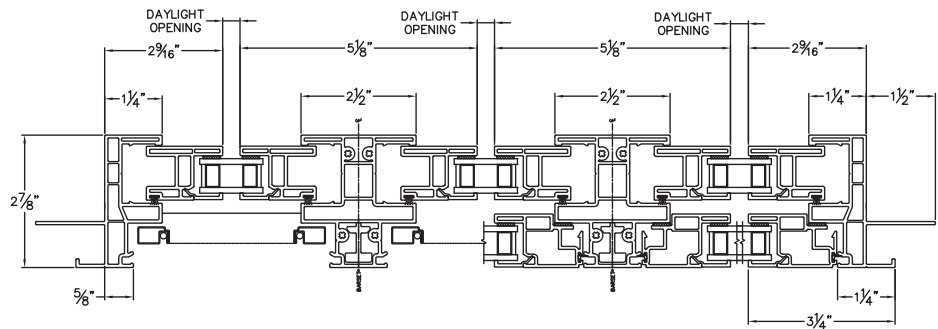 DAYLIGHT
OPENING
DAYLIGHT
OPENING
DAYLIGHT
OPENING
2 9/16"
5 1/8"
5 1/8"
2 9/16"
1 1/4"
2 1/2"
2 1/2"
1 1/4"
1 1/2"
2 7/8"
5/8"
1 1/4"
3 1/4"